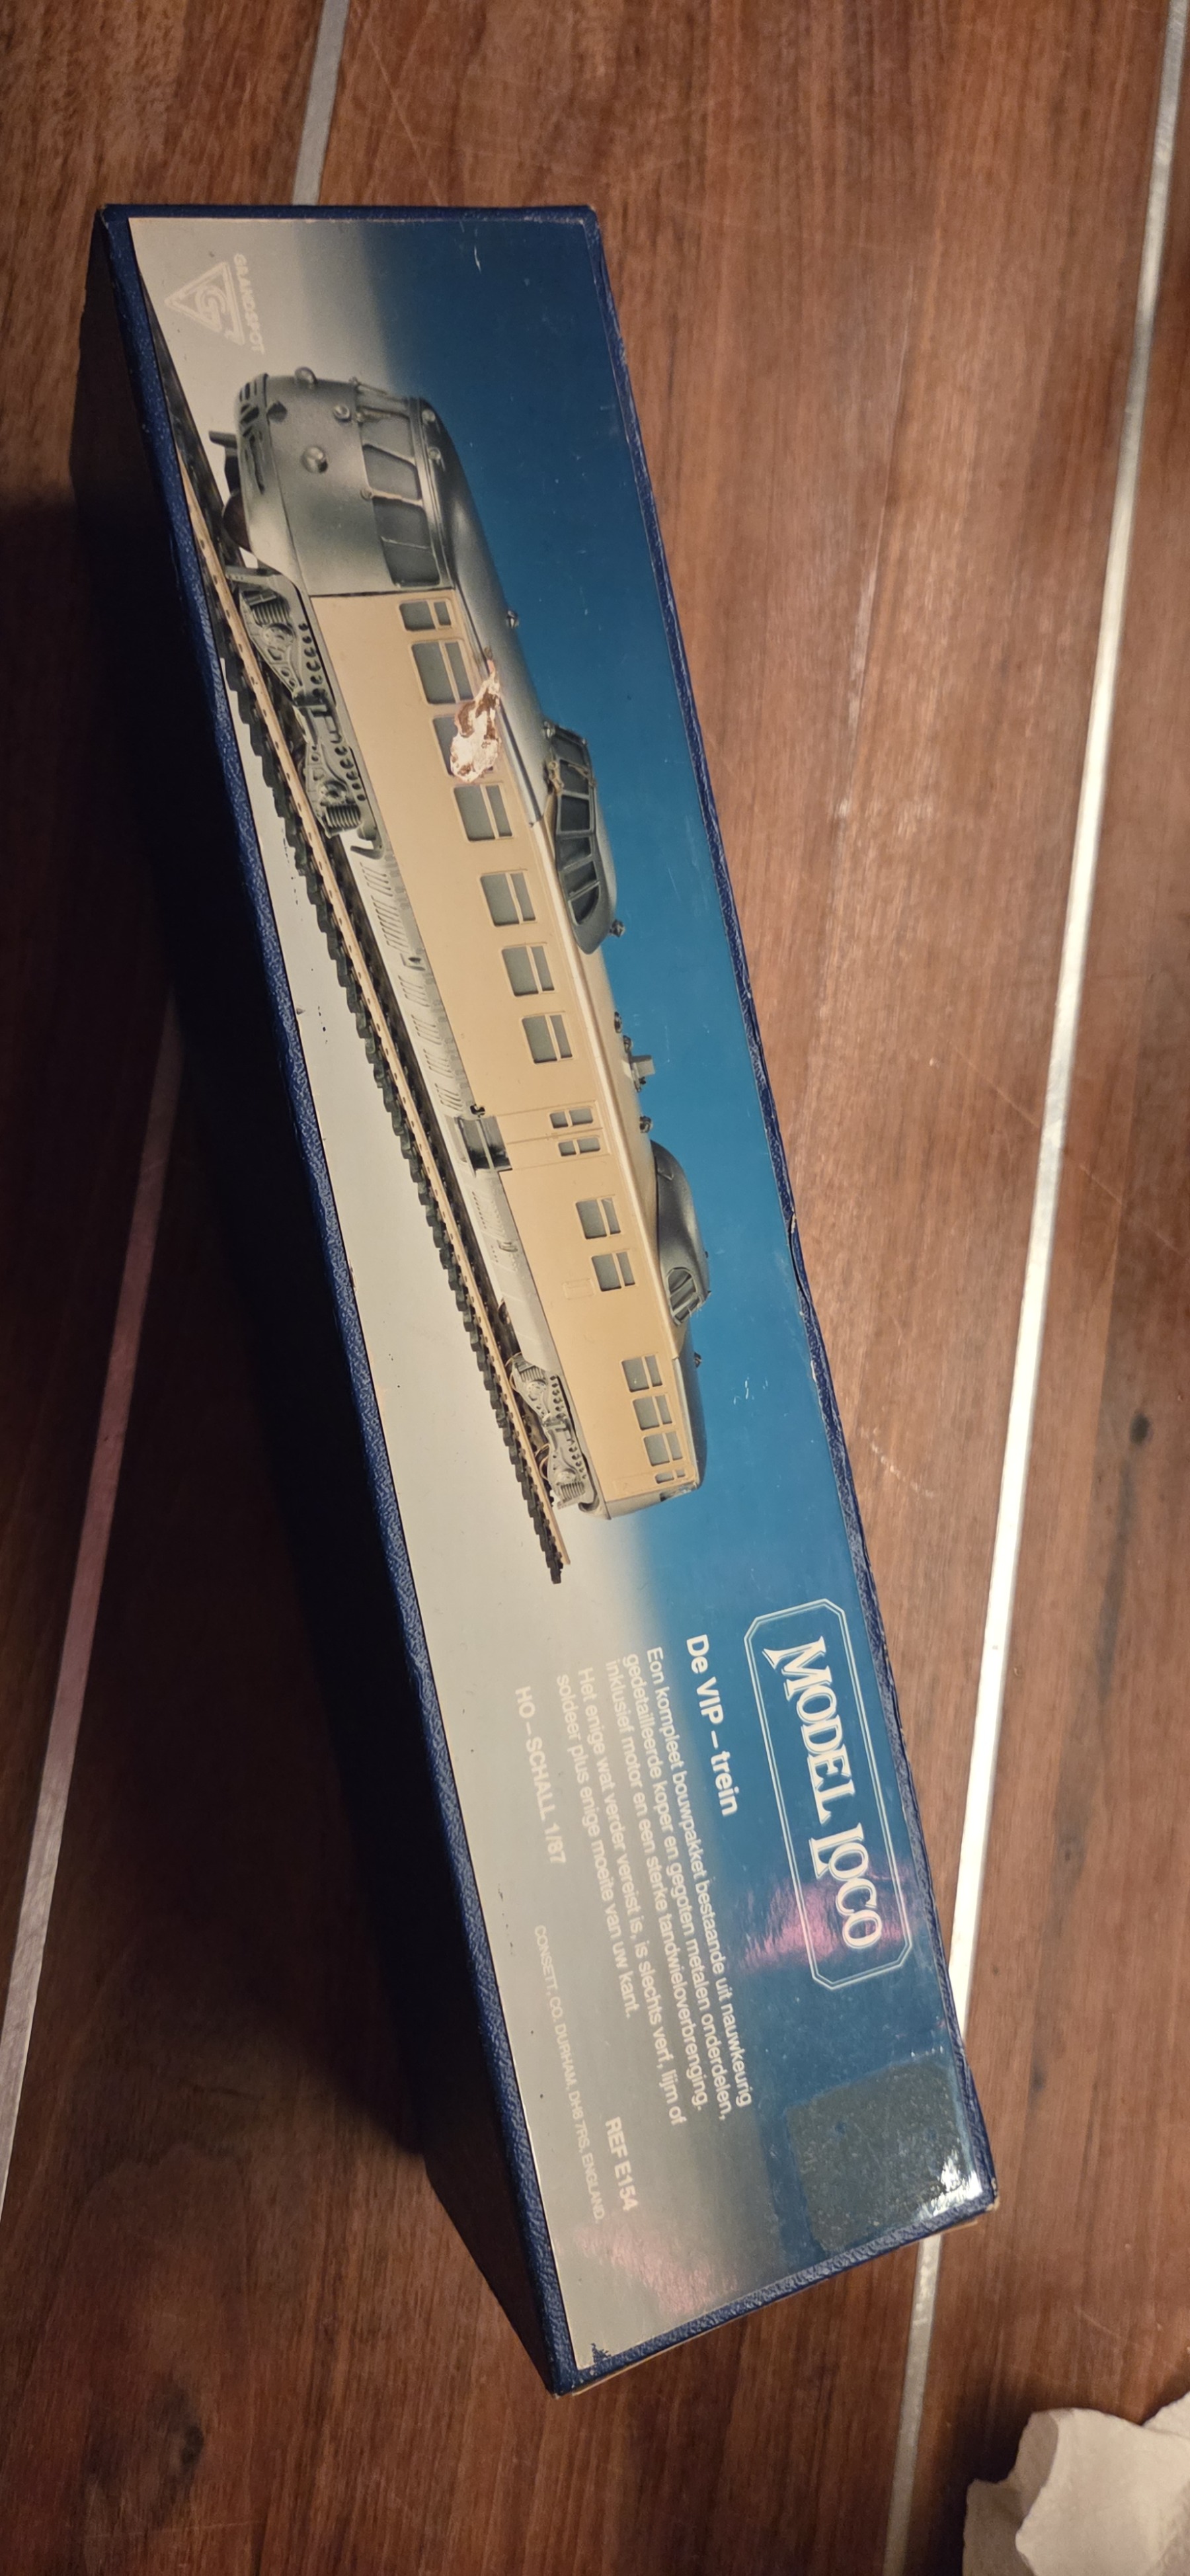 GRANDSPOT
MODEL LOCO
De VIP – trein
Een kompleet bouwpakket bestaande uit nauwkeurig
gedetailleerde koper en gegoten metalen onderdelen,
inklusief motor en een sterke tandwieloverbrenging.
Het enige wat verder vereist is, is slechts verf, lijm of
soldeer plus enige moeite van uw kant.
HO – SCHALL 1/87
REF E154
CONSETT, CO. DURHAM, DH8 7RS, ENGLAND.